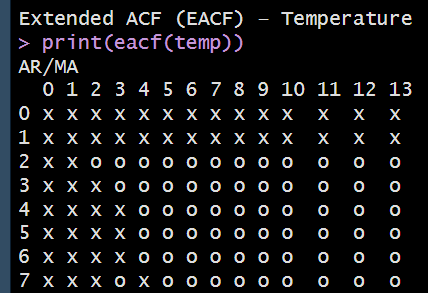 Extended ACF (EACF) – Temperature
> print(eacf(temp))
AR/MA
  0 1 2 3 4 5 6 7 8 9 10 11 12 13
0 x x x x x x x x x x x  x  x  x
1 x x x x x x x x x x x  x  x  x
2 x x o o o o o o o o o  o  o  o
3 x x x o o o o o o o o  o  o  o
4 x x x x o o o o o o o  o  o  o
5 x x x x o o o o o o o  o  o  o
6 x x x x o o o o o o o  o  o  o
7 x x x o x o o o o o o  o  o  o